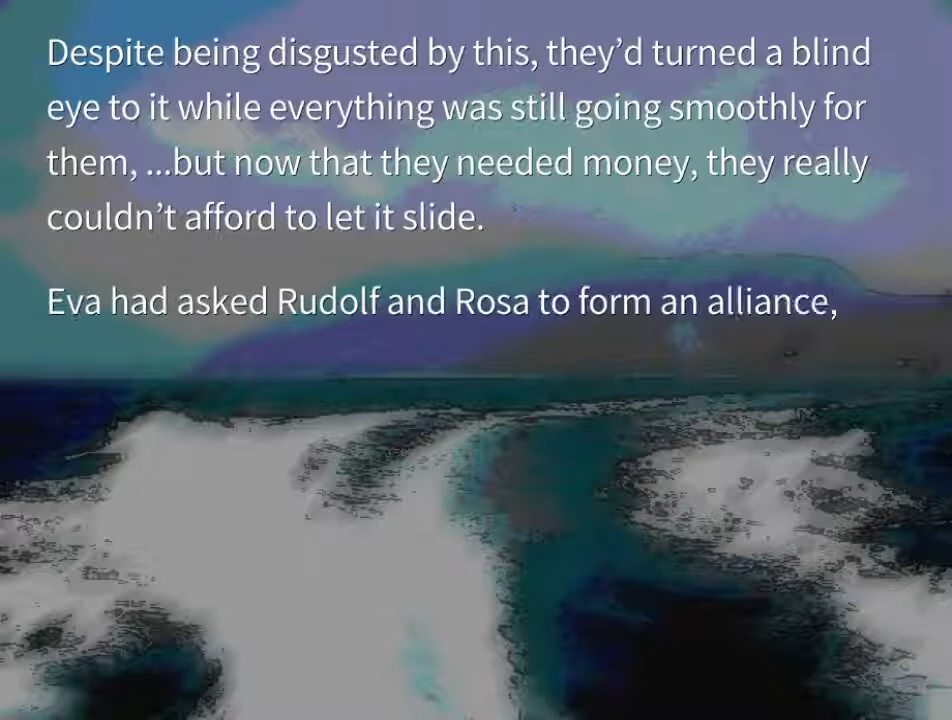 Despite being disgusted by this, they’d turned a blind
eye to it while everything was still going smoothly for
them, ...but now that they needed money, they really
couldn’t afford to let it slide.
Eva had asked Rudolf and Rosa to form an alliance,